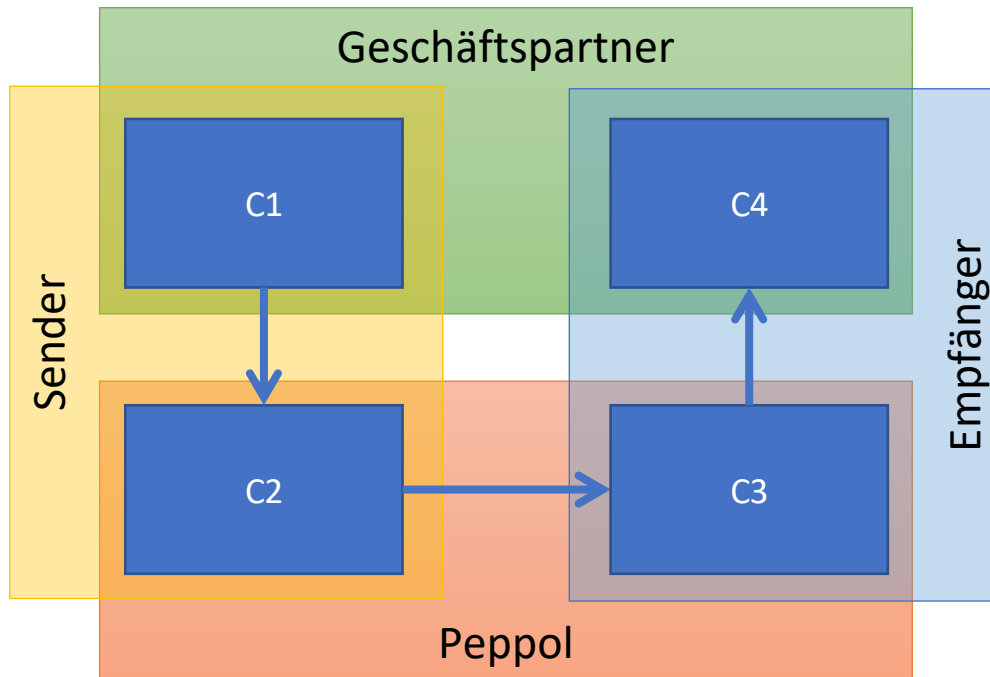 Geschäftspartner
Sender
C1
C4
Empfänger
C2
C3
Peppol